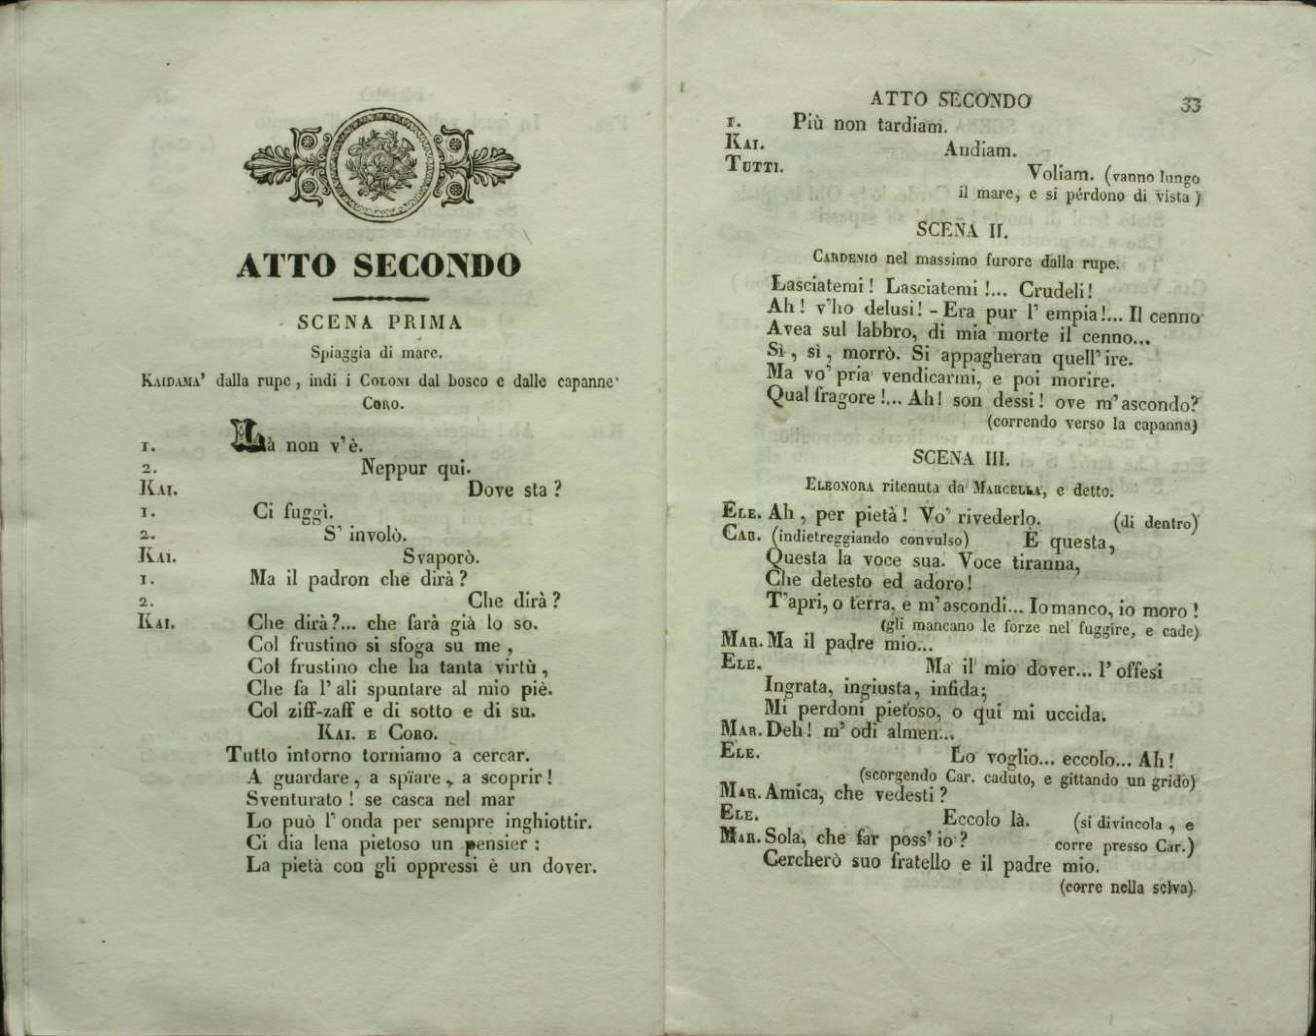 ATTO SECONDO
SCENA PRIMA
Spiaggia di mare.
KAIDAMA' dalla rupe, indi i COLONI dal bosco e dalle capanne
CORO.
1. Là non v'è.
2. Neppur qui.
KAI. Dove sta?
1. Ci fuggì.
2. S' involò.
KAI. Svaporò.
1. Ma il padron che dirà?
2. Che dirà?
KAI. Che dirà?... che farà già lo so.
Col frustino si sfoga su me,
Col frustino che ha tanta virtù,
Che fa l' ali spuntare al mio piè.
Col ziff-zaff e di sotto e di su.
KAI. E CORO.
Tutto intorno torniamo a cercar.
A guardare, a spïare, a scoprir!
Sventurato! se casca nel mar
Lo può l' onda per sempre inghiottir.
Ci dia lena pietoso un pensier:
La pietà con gli oppressi è un dover.
ATTO SECONDO 33
1. Più non tardiam.
KAI. Andiam.
TUTTI. Voliam. (vanno lungo
il mare, e si pérdono di vista)
SCENA II.
CARDENIO nel massimo furore dalla rupe.
Lasciatemi! Lasciatemi!... Crudeli!
Ah! v'ho delusi! - Era pur l' empia!... Il cenno
Avea sul labbro, di mia morte il cenno...
Sì, sì, morrò. Si appagheran quell' ire.
Ma vo' pria vendicarmi, e poi morire.
Qual fragore!... Ah! son dessi! ove m'ascondo?
(correndo verso la capanna)
SCENA III.
ELEONORA ritenuta da MARCELLA, e detto.
ELE. Ah, per pietà! Vo' rivederlo. (di dentro)
CAR. (indietreggiando convulso) È questa,
Questa la voce sua. Voce tiranna,
Che detesto ed adoro!
T'apri, o terra, e m'ascondi... Io manco, io moro!
(gli mancano le forze nel fuggire, e cade)
MAR. Ma il padre mio...
ELE. Ma il mio dover... l' offesi
Ingrata, ingiusta, infida;
Mi perdoni pietoso, o qui mi uccida.
MAR. Deh! m' odi almen...
ELE. Lo voglio... eccolo... Ah!
(scorgendo Car. caduto, e gittando un grido)
MAR. Amica, che vedesti?
ELE. Eccolo là. (si divincola, e
MAR. Sola, che far poss' io? corre presso Car.)
Cercherò suo fratello e il padre mio.
(corre nella selva)